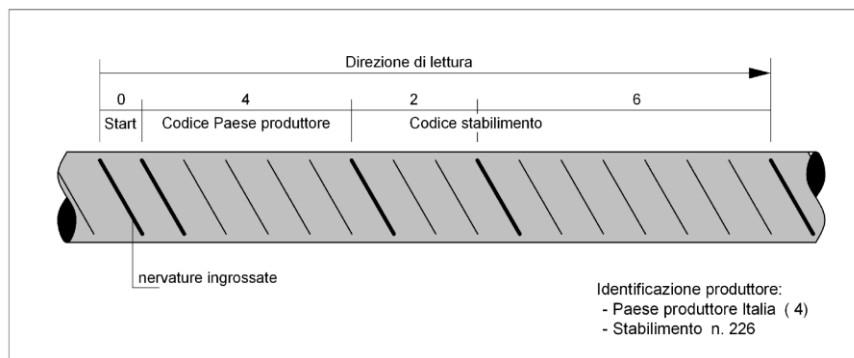 Direzione di lettura
0 4 2 6
Start Codice Paese produttore Codice stabilimento
nervature ingrossate
Identificazione produttore:
- Paese produttore Italia ( 4)
- Stabilimento n. 226